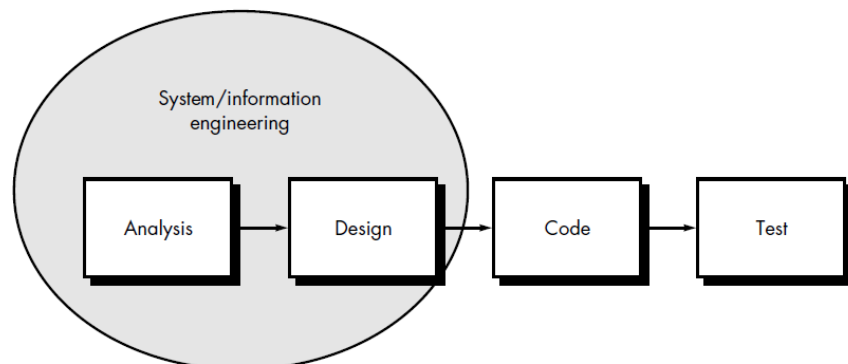 System/information
engineering
Analysis
Design
Code
Test